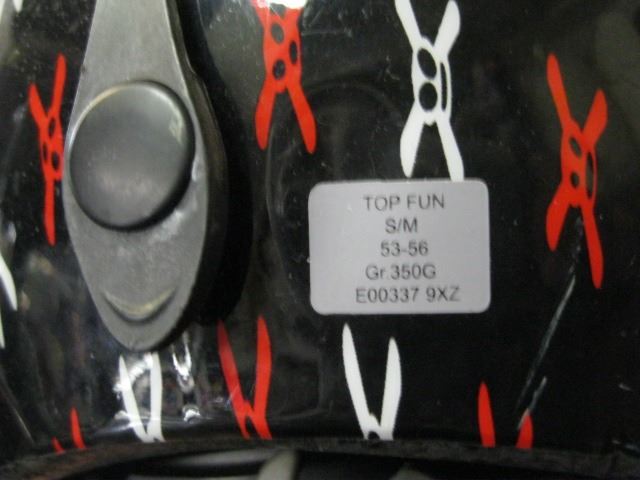 TOP FUN
S/M
53-56
Gr.350G
E00337 9XZ